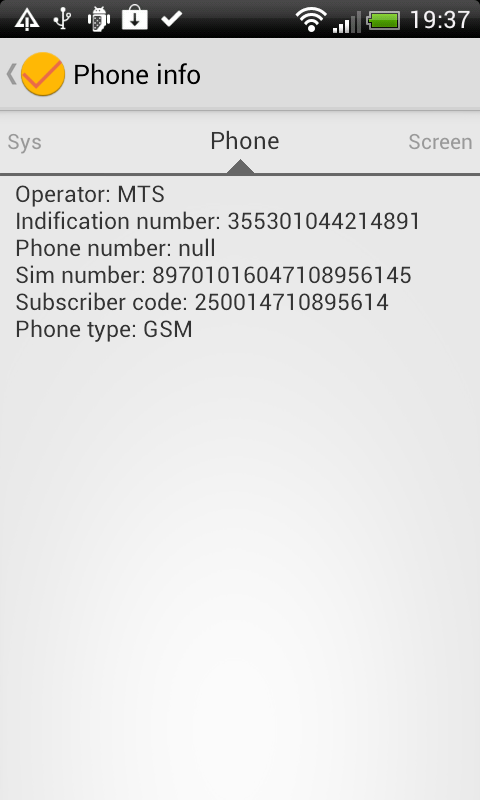 19:37
Phone info
Sys Phone Screen
Operator: MTS
Indification number: 355301044214891
Phone number: null
Sim number: 89701016047108956145
Subscriber code: 250014710895614
Phone type: GSM